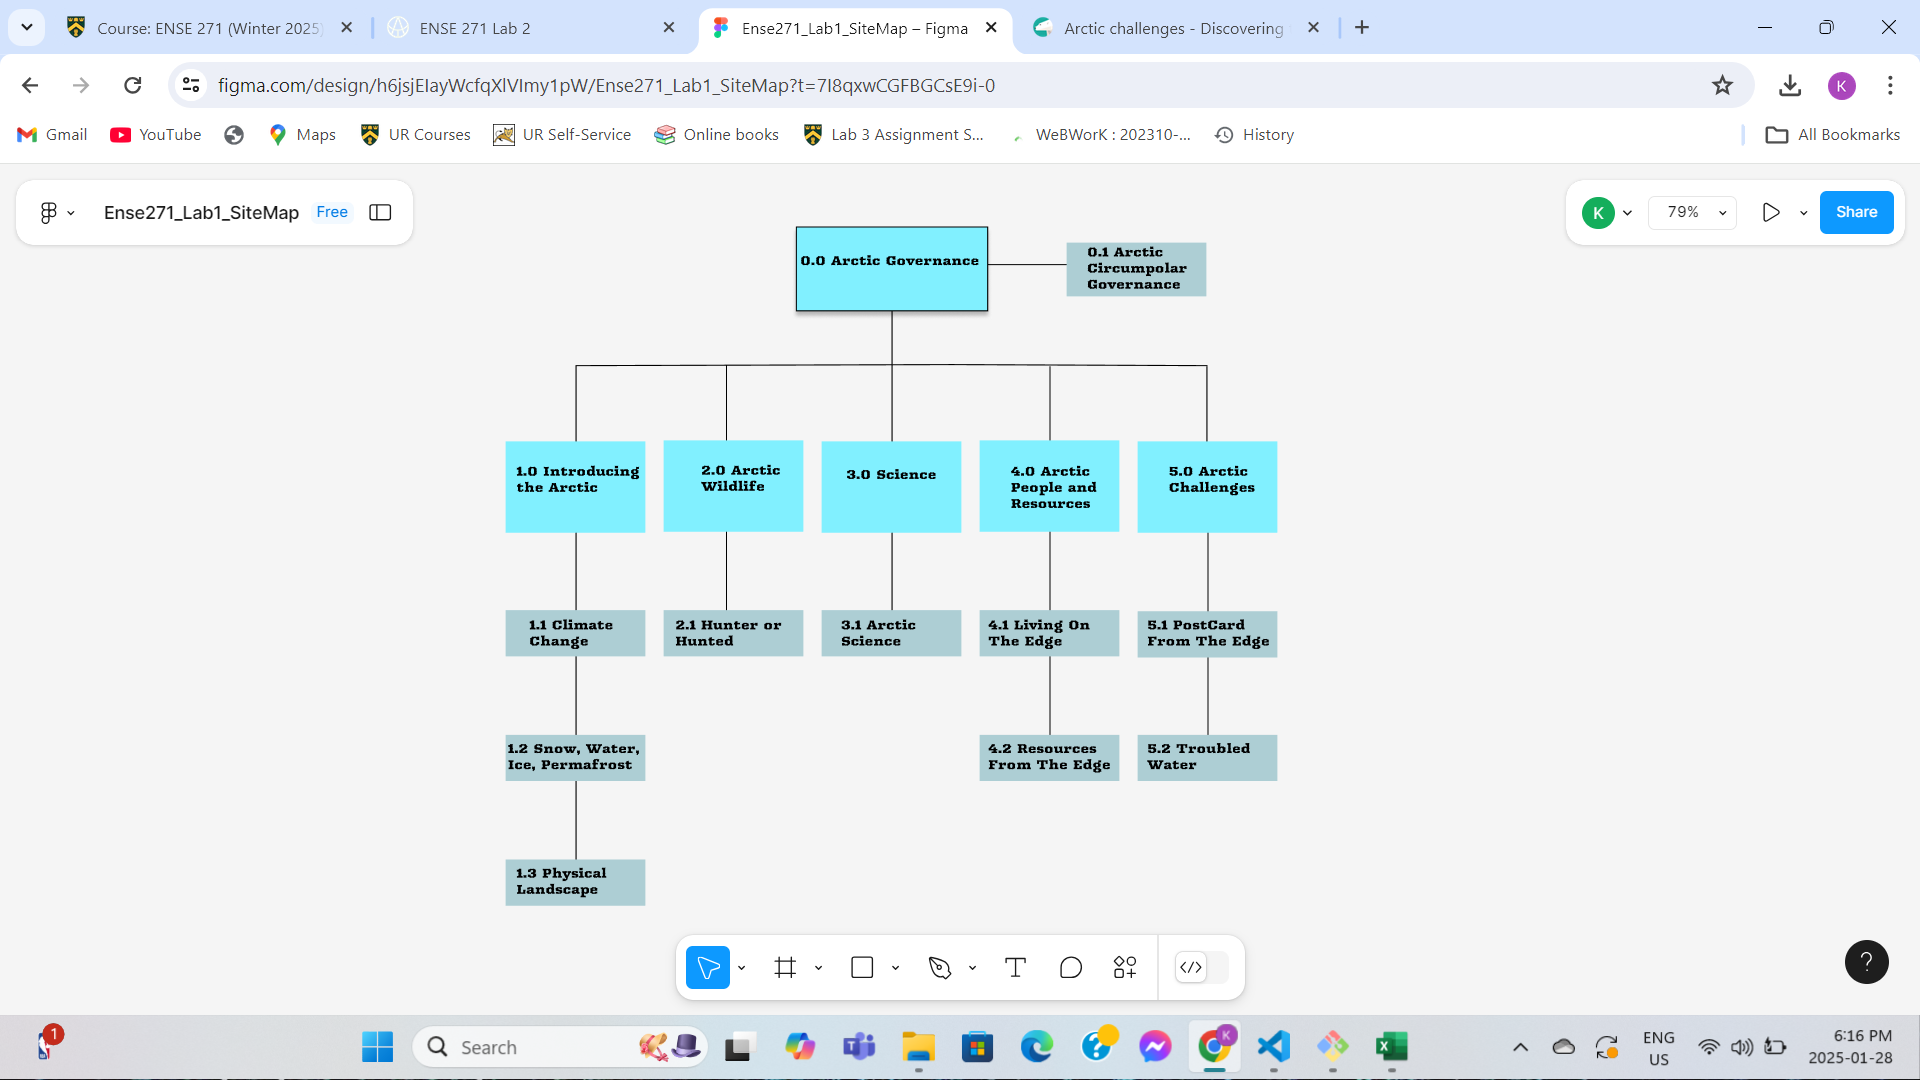 Course: ENSE 271 (Winter 2025)
ENSE 271 Lab 2
Ense271_Lab1_SiteMap – Figma
Arctic challenges - Discovering
figma.com/design/h6jsjEIayWcfqXlVImy1pW/Ense271_Lab1_SiteMap?t=7I8qxwCGFBGCsE9i-0
K
Gmail
YouTube
Maps
UR Courses
UR Self-Service
Online books
Lab 3 Assignment S...
WeBWorK : 202310-...
History
All Bookmarks
Ense271_Lab1_SiteMap
Free
K
79%
Share
0.0 Arctic Governance
0.1 Arctic
Circumpolar
Governance
1.0 Introducing
the Arctic
2.0 Arctic
Wildlife
3.0 Science
4.0 Arctic
People and
Resources
5.0 Arctic
Challenges
1.1 Climate
Change
2.1 Hunter or
Hunted
3.1 Arctic
Science
4.1 Living On
The Edge
5.1 PostCard
From The Edge
1.2 Snow, Water,
Ice, Permafrost
4.2 Resources
From The Edge
5.2 Troubled
Water
1.3 Physical
Landscape
?
1
Search
K
ENG
US
6:16 PM
2025-01-28